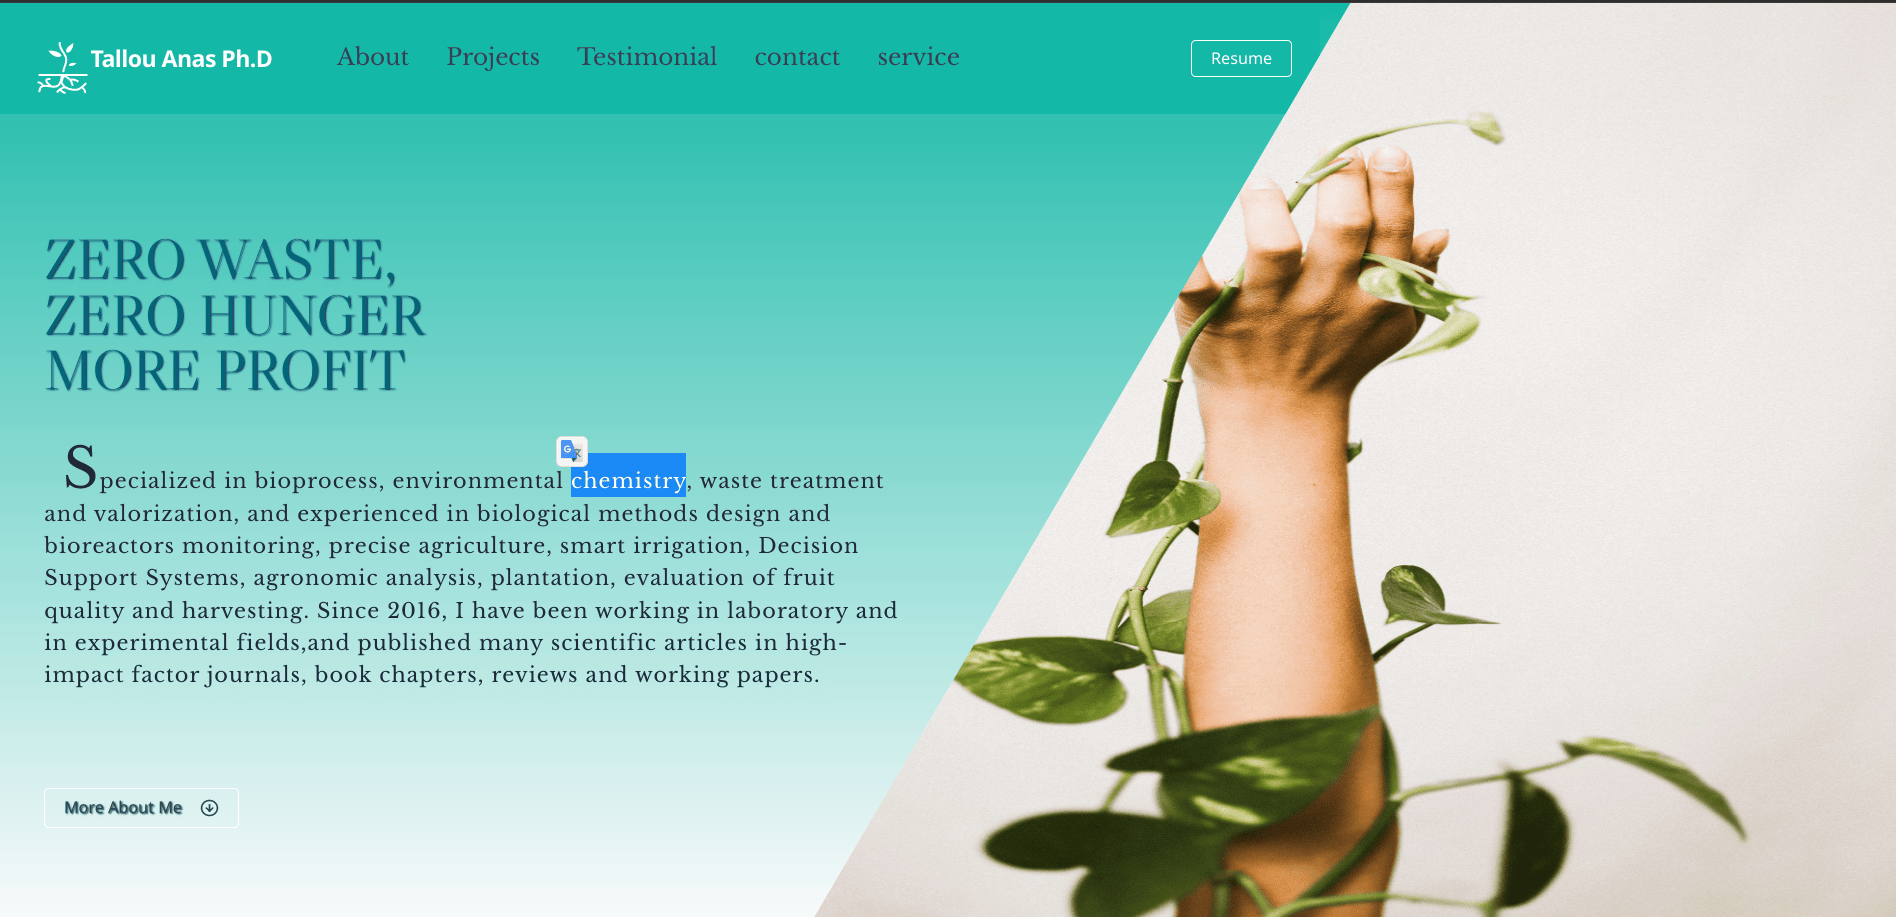 Tallou Anas Ph.D
About Projects Testimonial contact service
Resume
ZERO WASTE,
ZERO HUNGER
MORE PROFIT
Specialized in bioprocess, environmental chemistry, waste treatment
and valorization, and experienced in biological methods design and
bioreactors monitoring, precise agriculture, smart irrigation, Decision
Support Systems, agronomic analysis, plantation, evaluation of fruit
quality and harvesting. Since 2016, I have been working in laboratory and
in experimental fields,and published many scientific articles in high-
impact factor journals, book chapters, reviews and working papers.
More About Me